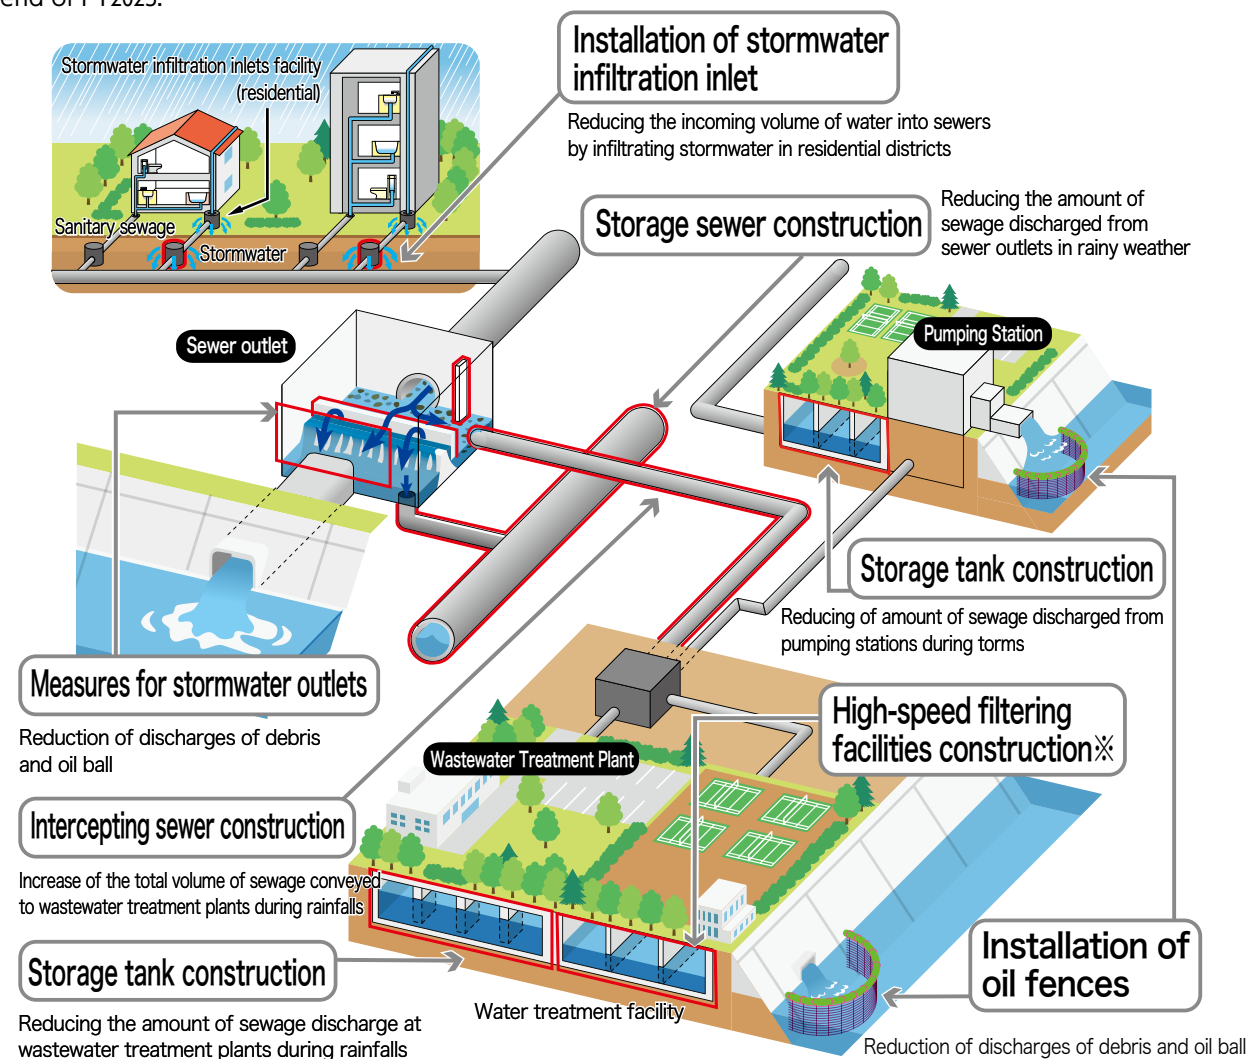 end of FY2023.
Installation of stormwater
infiltration inlet
Reducing the incoming volume of water into sewers
by infiltrating stormwater in residential districts
Stormwater infiltration inlets facility
(residential)
Sanitary sewage
Stormwater
Storage sewer construction
Reducing the amount of
sewage discharged from
sewer outlets in rainy weather
Sewer outlet
Pumping Station
Storage tank construction
Reducing of amount of sewage discharged from
pumping stations during torms
Measures for stormwater outlets
Reduction of discharges of debris
and oil ball
High-speed filtering
facilities construction※
Wastewater Treatment Plant
Intercepting sewer construction
Increase of the total volume of sewage conveyed
to wastewater treatment plants during rainfalls
Storage tank construction
Reducing the amount of sewage discharge at
wastewater treatment plants during rainfalls
Water treatment facility
Installation of
oil fences
Reduction of discharges of debris and oil ball